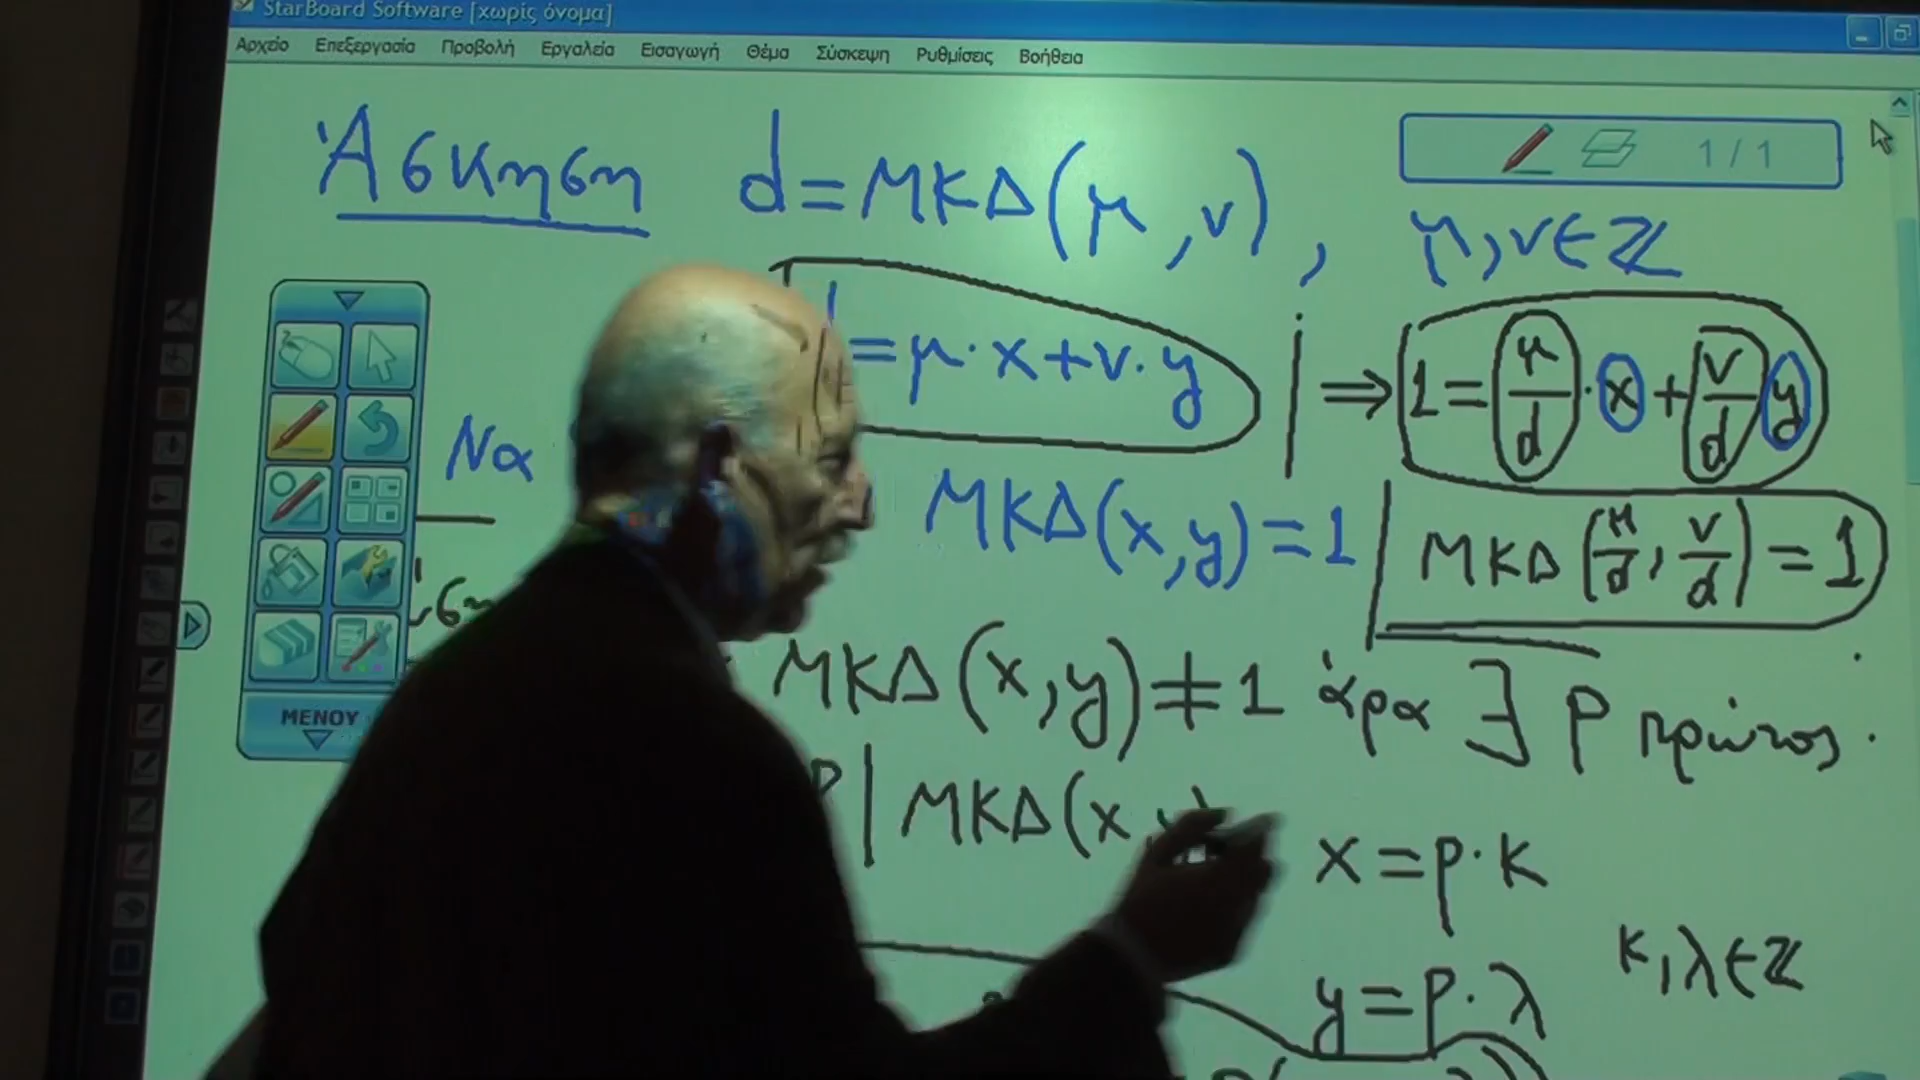 StarBoard Software [χωρίς όνομα]
Αρχείο Επεξεργασία Προβολή Εργαλεία Εισαγωγή Θέμα Σύσκεψη Ρυθμίσεις Βοήθεια
1 / 1
Άσκηση d = ΜΚΔ(μ, ν), μ, ν ∈ ℤ
= μ · x + ν · y ⇒ 1 = μ/d · x + ν/d y
Να ΜΚΔ(x, y) = 1
ΜΚΔ(μ/d, ν/d) = 1
ΜΚΔ(x, y) ≠ 1 άρα ∃ p πρώτος.
p | ΜΚΔ(x, y) x = p · κ
κ, λ ∈ ℤ
y = p · λ
ΜΕΝΟΥ